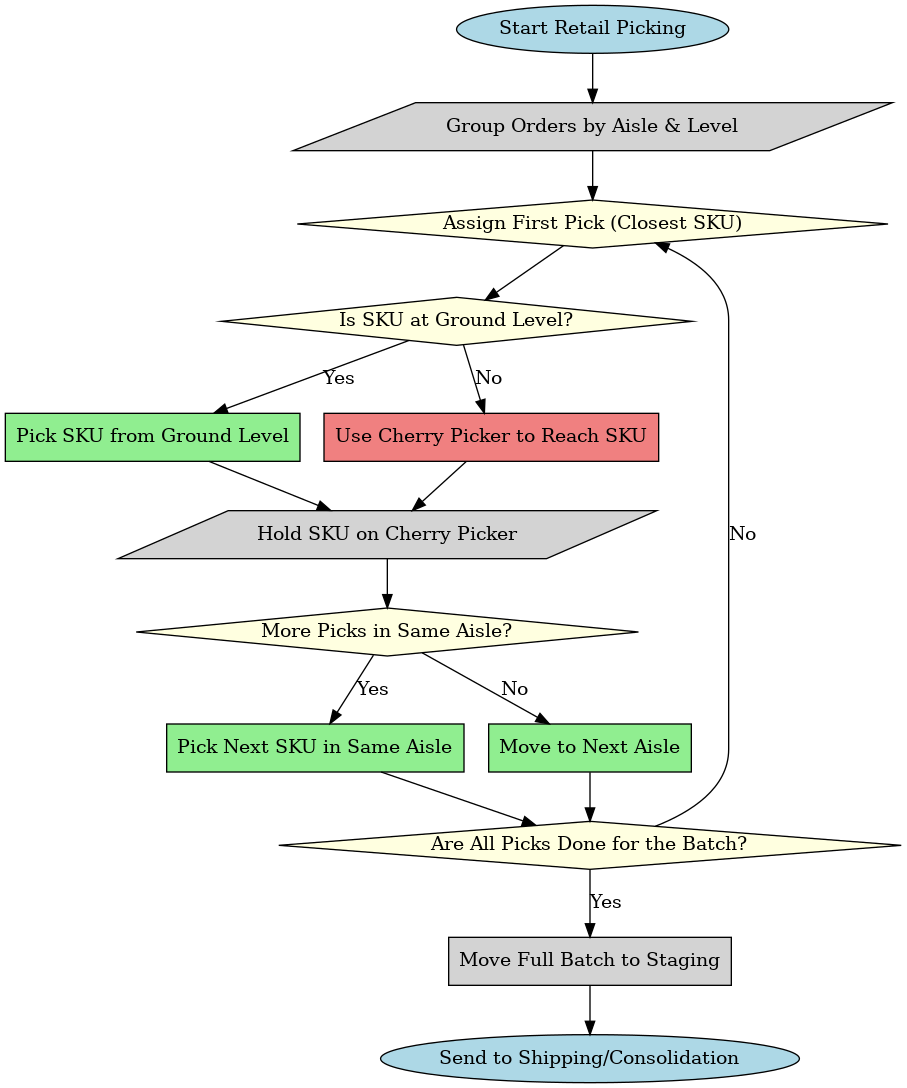 Start Retail Picking
Group Orders by Aisle & Level
Assign First Pick (Closest SKU)
Is SKU at Ground Level?
Yes
No
Pick SKU from Ground Level
Use Cherry Picker to Reach SKU
Hold SKU on Cherry Picker
No
More Picks in Same Aisle?
Yes
No
Pick Next SKU in Same Aisle
Move to Next Aisle
Are All Picks Done for the Batch?
Yes
Move Full Batch to Staging
Send to Shipping/Consolidation